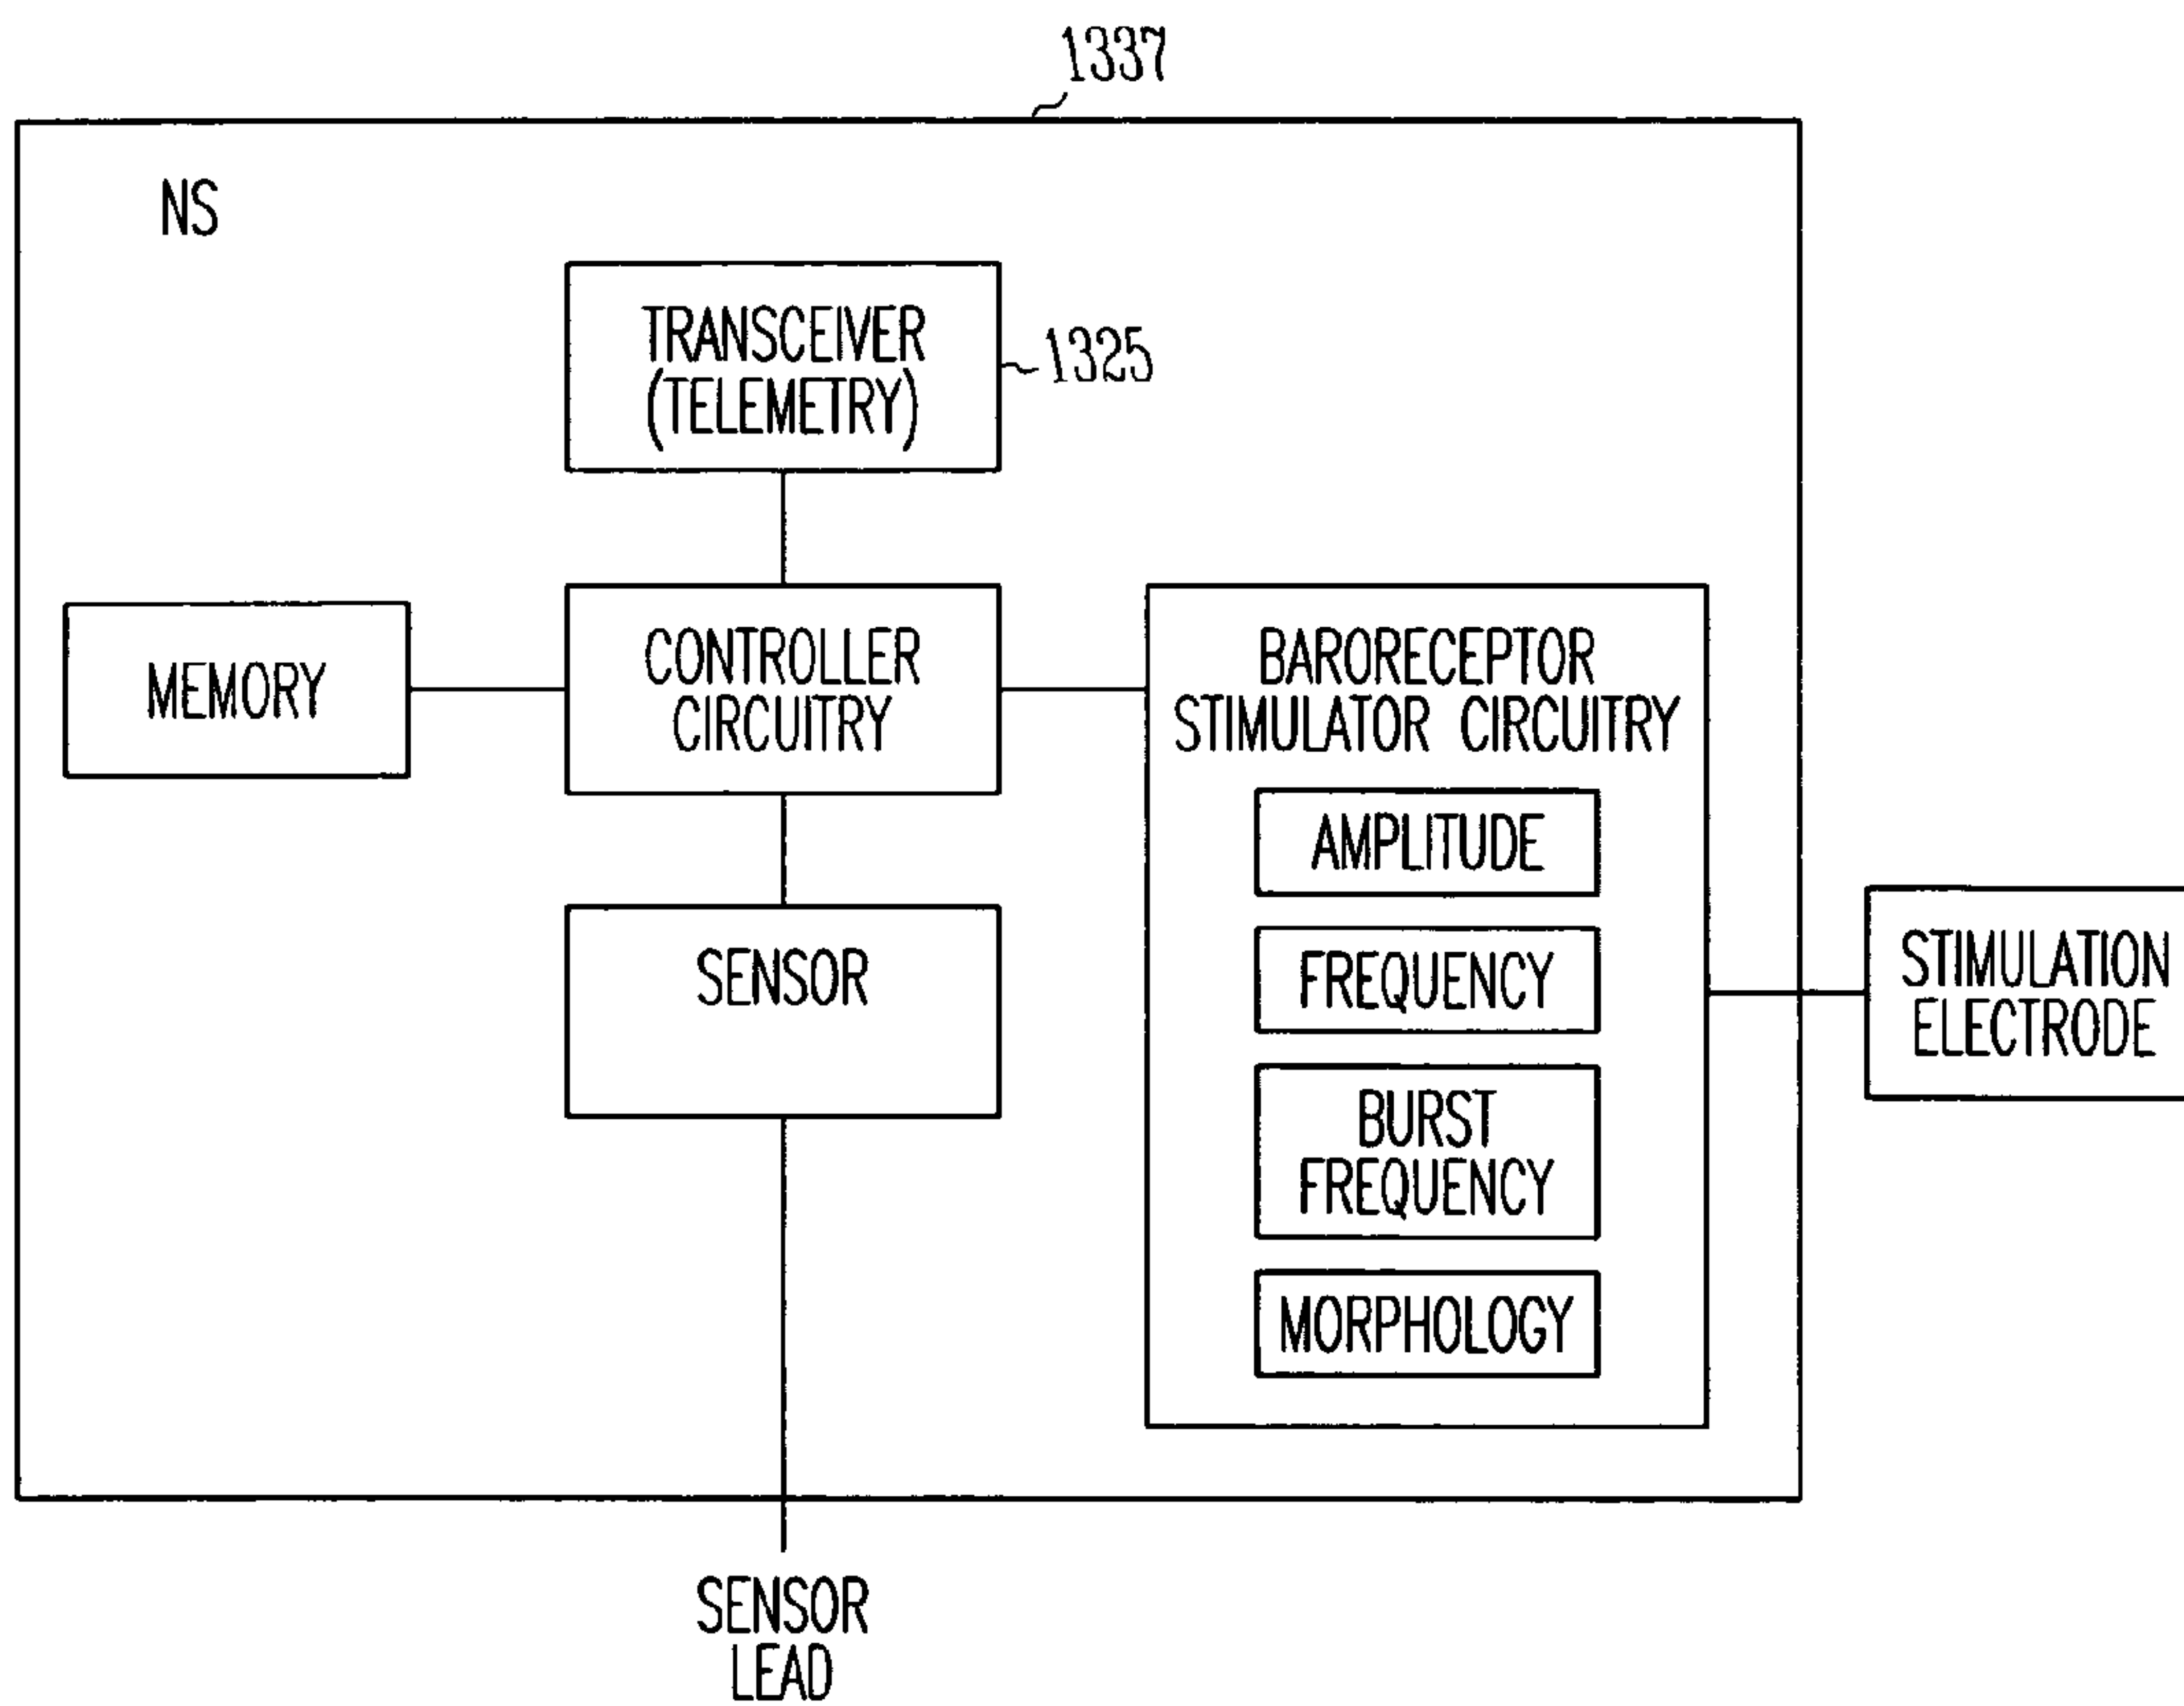 1337
NS
TRANSCEIVER
(TELEMETRY)
1325
MEMORY
CONTROLLER
CIRCUITRY
BARORECEPTOR
STIMULATOR CIRCUITRY
AMPLITUDE
FREQUENCY
BURST
FREQUENCY
MORPHOLOGY
SENSOR
STIMULATION
ELECTRODE
SENSOR
LEAD